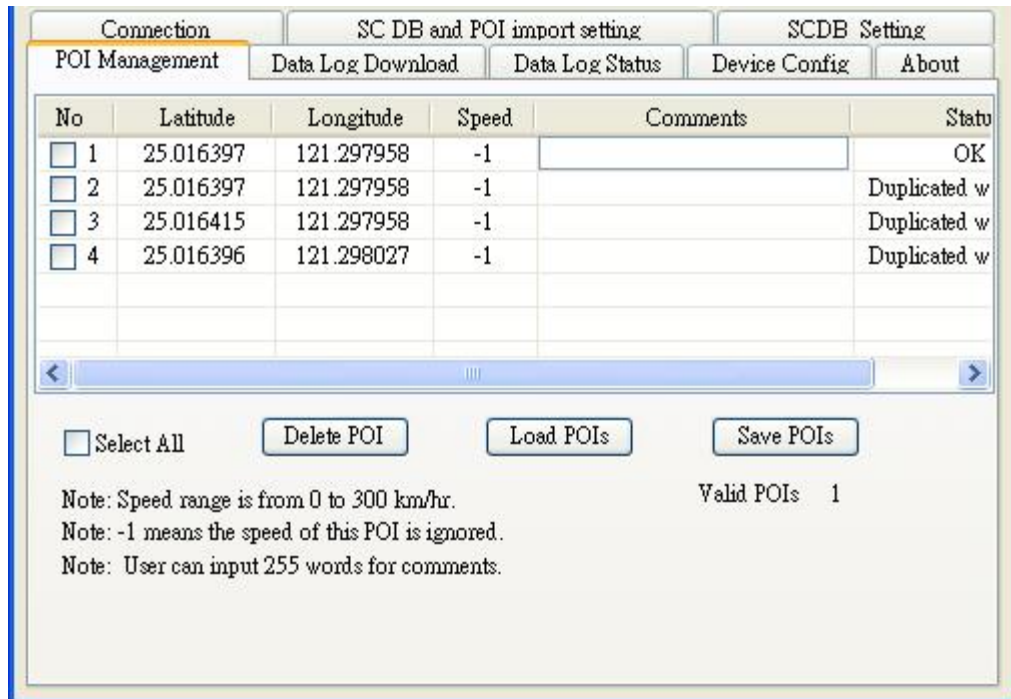 Connection SC DB and POI import setting SCDB Setting
POI Management Data Log Download Data Log Status Device Config About
No Latitude Longitude Speed Comments Statu
1 25.016397 121.297958 -1 OK
2 25.016397 121.297958 -1 Duplicated w
3 25.016415 121.297958 -1 Duplicated w
4 25.016396 121.298027 -1 Duplicated w
Select All Delete POI Load POIs Save POIs
Note: Speed range is from 0 to 300 km/hr. Valid POIs 1
Note: -1 means the speed of this POI is ignored.
Note: User can input 255 words for comments.